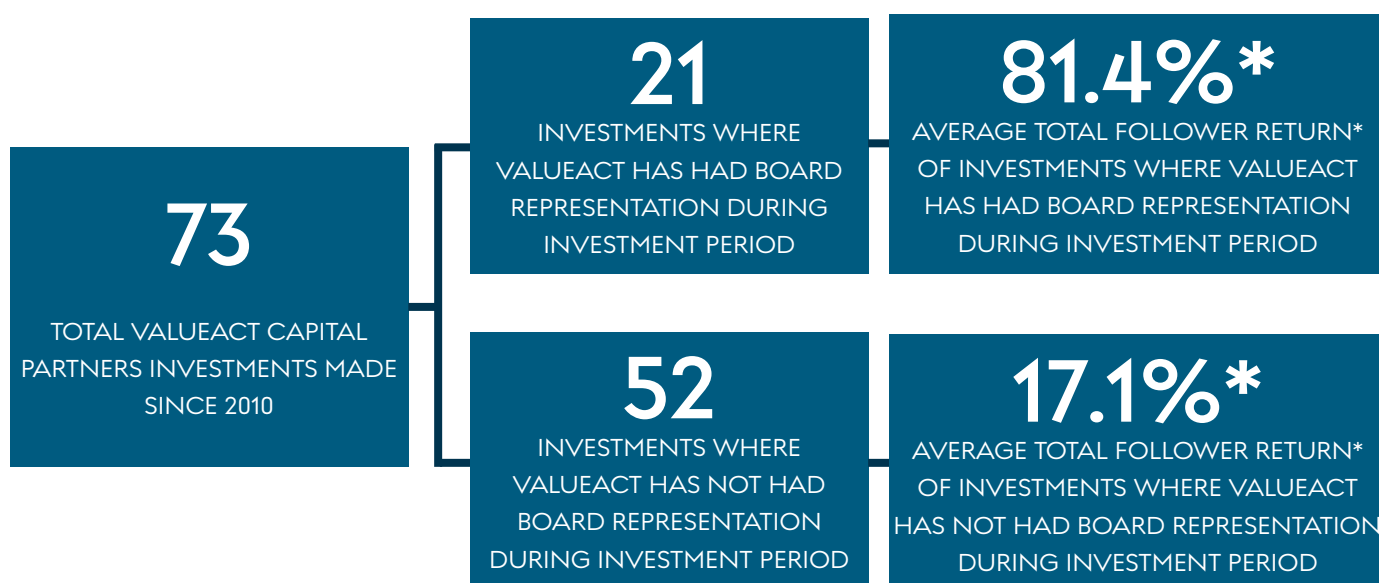 73
TOTAL VALUEACT CAPITAL
PARTNERS INVESTMENTS MADE
SINCE 2010
21
INVESTMENTS WHERE
VALUEACT HAS HAD BOARD
REPRESENTATION DURING
INVESTMENT PERIOD
81.4%*
AVERAGE TOTAL FOLLOWER RETURN*
OF INVESTMENTS WHERE VALUEACT
HAS HAD BOARD REPRESENTATION
DURING INVESTMENT PERIOD
52
INVESTMENTS WHERE
VALUEACT HAS NOT HAD
BOARD REPRESENTATION
DURING INVESTMENT PERIOD
17.1%*
AVERAGE TOTAL FOLLOWER RETURN*
OF INVESTMENTS WHERE VALUEACT
HAS NOT HAD BOARD REPRESENTATION
DURING INVESTMENT PERIOD